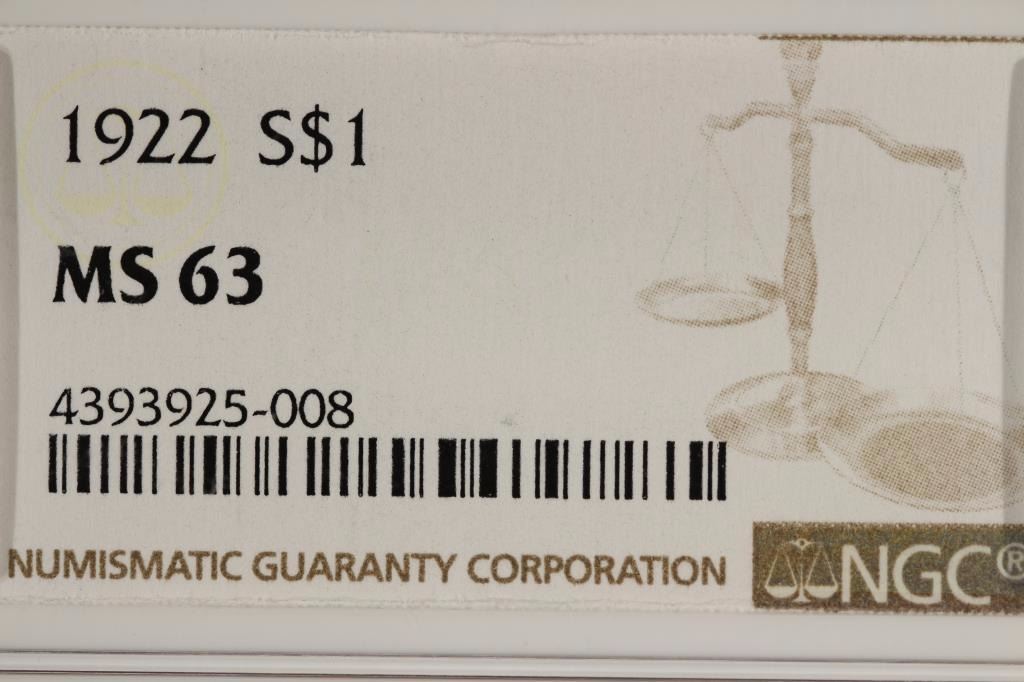 1922 S$1
MS 63
4393925-008
NUMISMATIC GUARANTY CORPORATION
NGC®